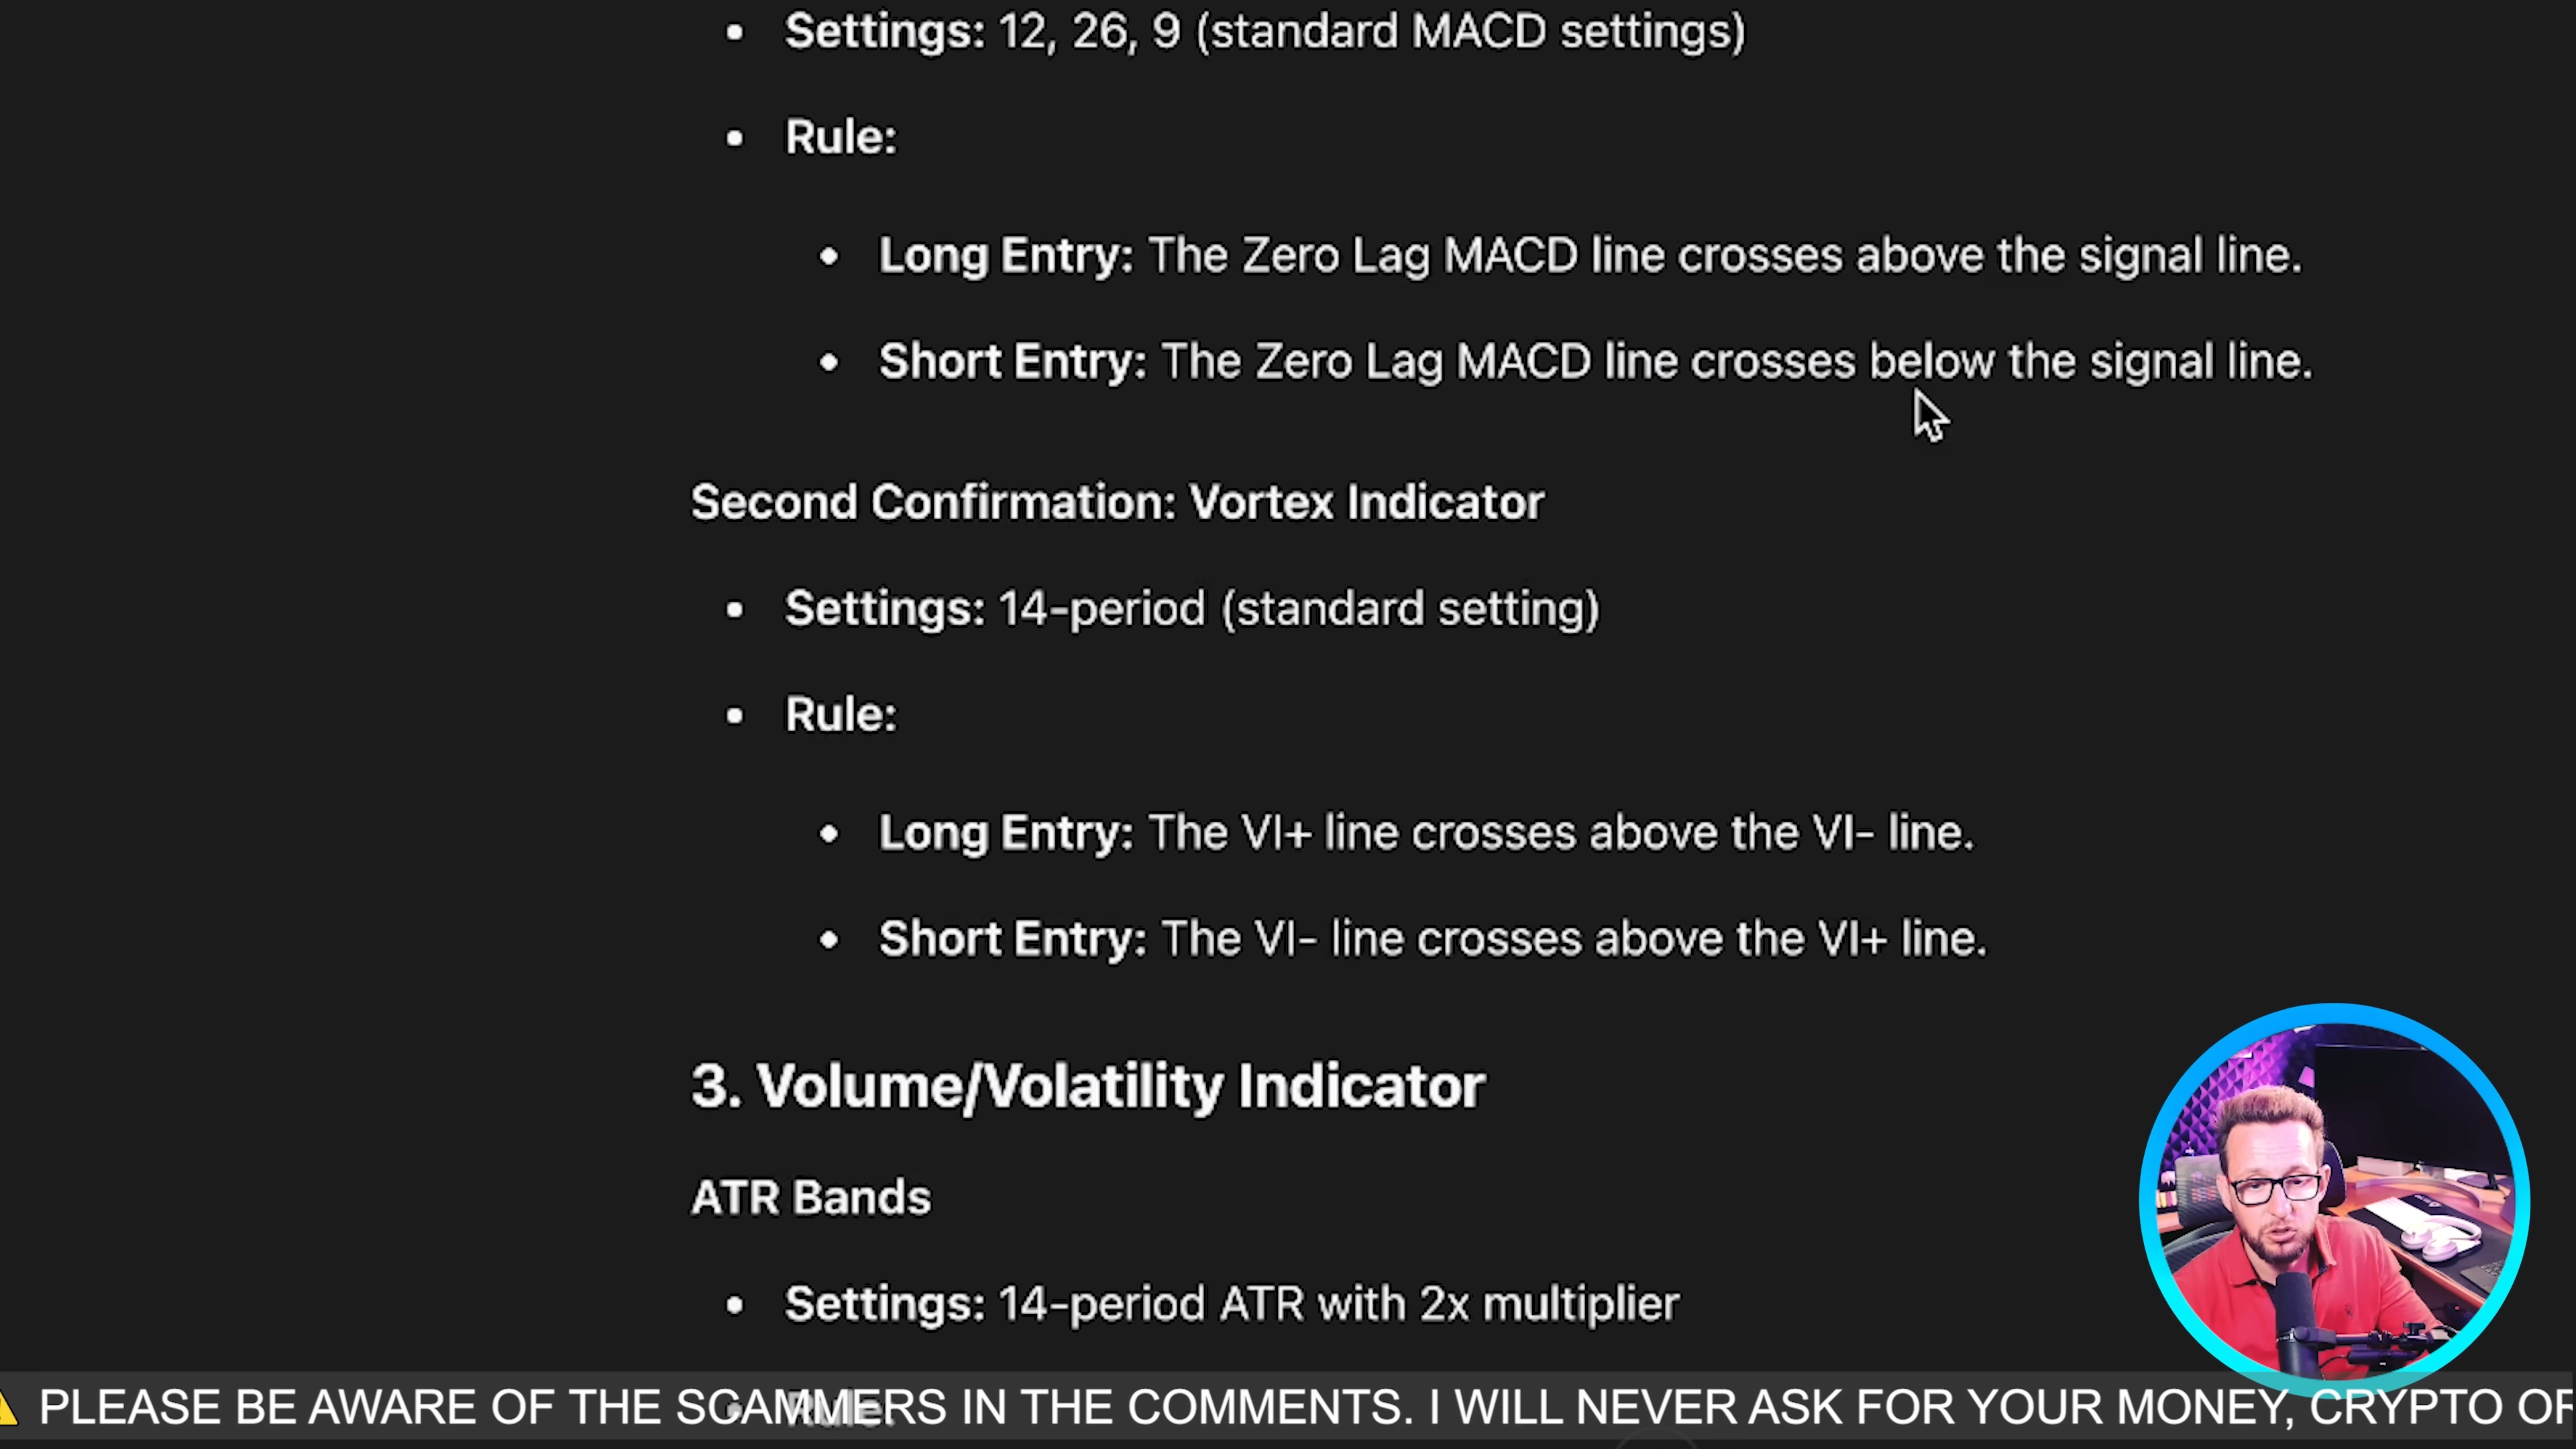 Settings: 12, 26, 9 (standard MACD settings)
Rule:
Long Entry: The Zero Lag MACD line crosses above the signal line.
Short Entry: The Zero Lag MACD line crosses below the signal line.
Second Confirmation: Vortex Indicator
Settings: 14-period (standard setting)
Rule:
Long Entry: The VI+ line crosses above the VI- line.
Short Entry: The VI- line crosses above the VI+ line.
3. Volume/Volatility Indicator
ATR Bands
Settings: 14-period ATR with 2x multiplier
Rule:
PLEASE BE AWARE OF THE SCAMMERS IN THE COMMENTS. I WILL NEVER ASK FOR YOUR MONEY, CRYPTO OR